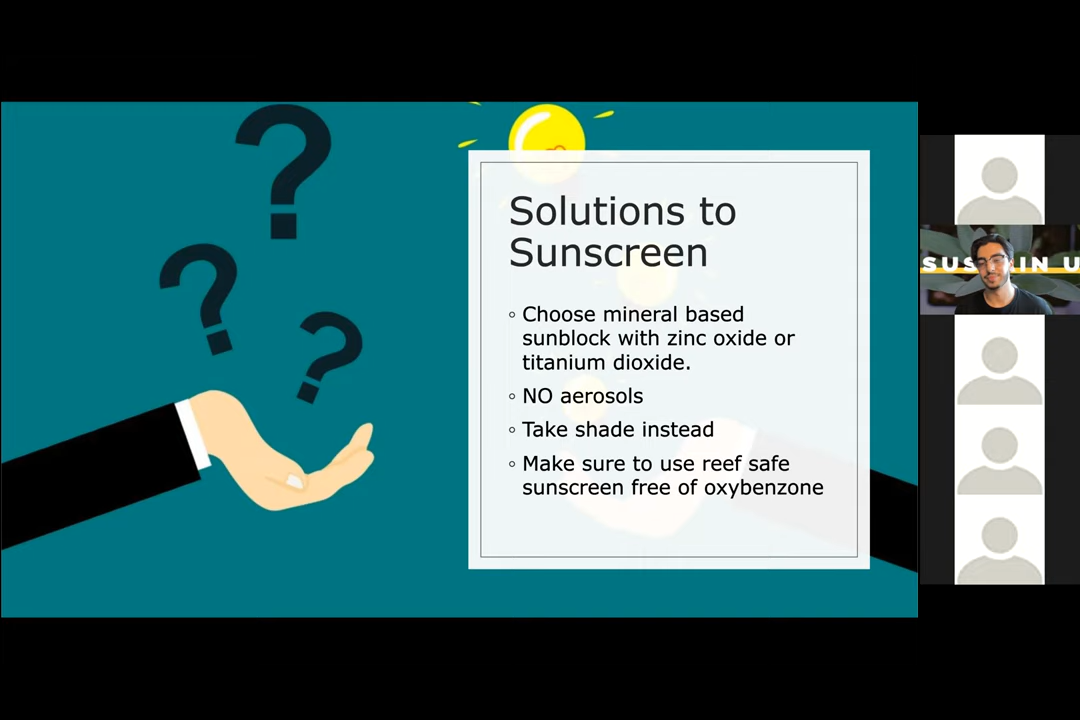 ?
?
?
Solutions to
Sunscreen
◦ Choose mineral based
sunblock with zinc oxide or
titanium dioxide.
◦ NO aerosols
◦ Take shade instead
◦ Make sure to use reef safe
sunscreen free of oxybenzone